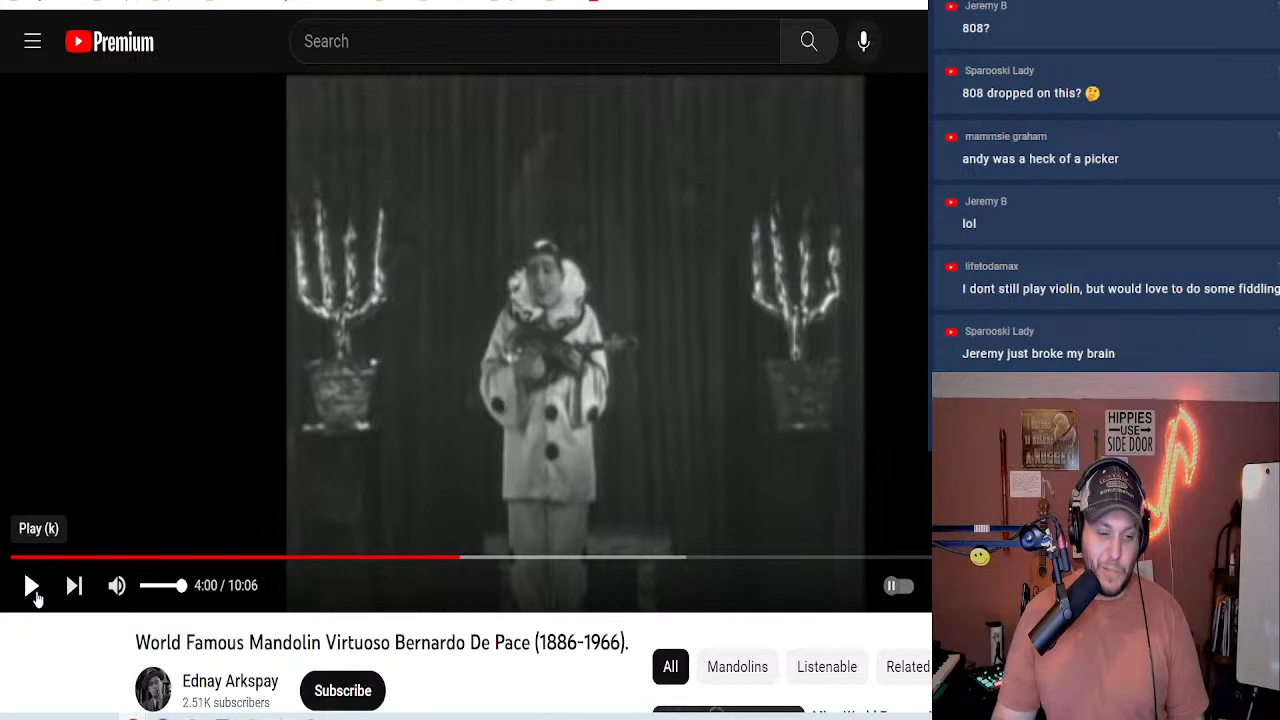 Premium
Search
Play (k)
4:00 / 10:06
World Famous Mandolin Virtuoso Bernardo De Pace (1886-1966).
Ednay Arkspay
2.51K subscribers
Subscribe
All
Mandolins
Listenable
Related
Jeremy B
808?
Sparooski Lady
808 dropped on this? 🤔
mammsie graham
andy was a heck of a picker
Jeremy B
lol
lifetodamax
I dont still play violin, but would love to do some fiddling
Sparooski Lady
Jeremy just broke my brain
HIPPIES
USE
SIDE DOOR